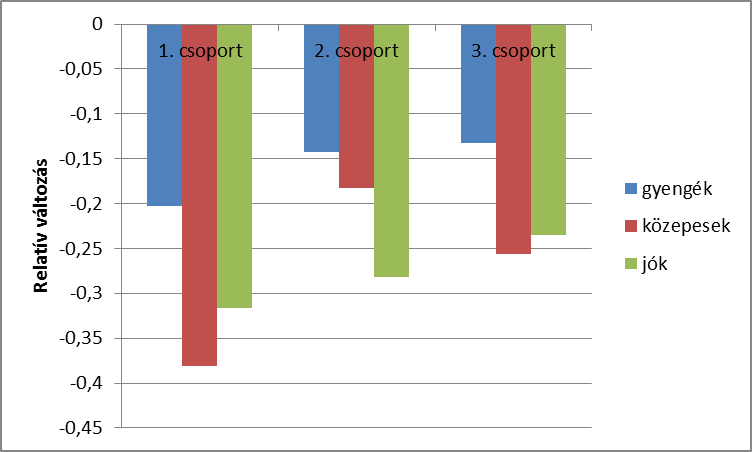 0
-0,05
-0,1
-0,15
-0,2
-0,25
-0,3
-0,35
-0,4
-0,45
Relatív változás
1. csoport
2. csoport
3. csoport
gyengék
közepesek
jók